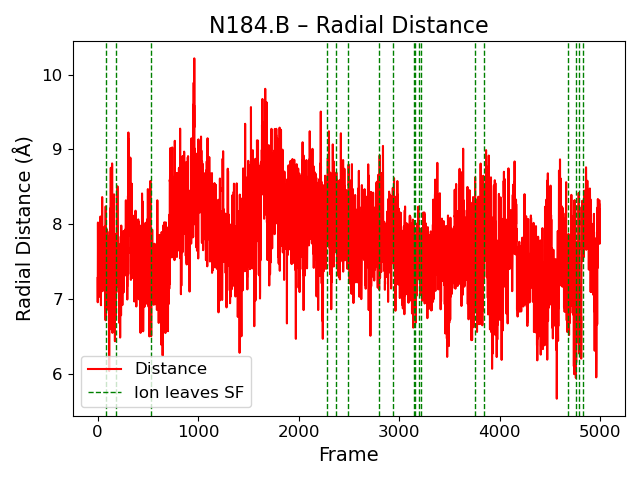 N184.B – Radial Distance
Radial Distance (Å)
10
9
8
7
6
Distance
Ion leaves SF
0 1000 2000 3000 4000 5000
Frame